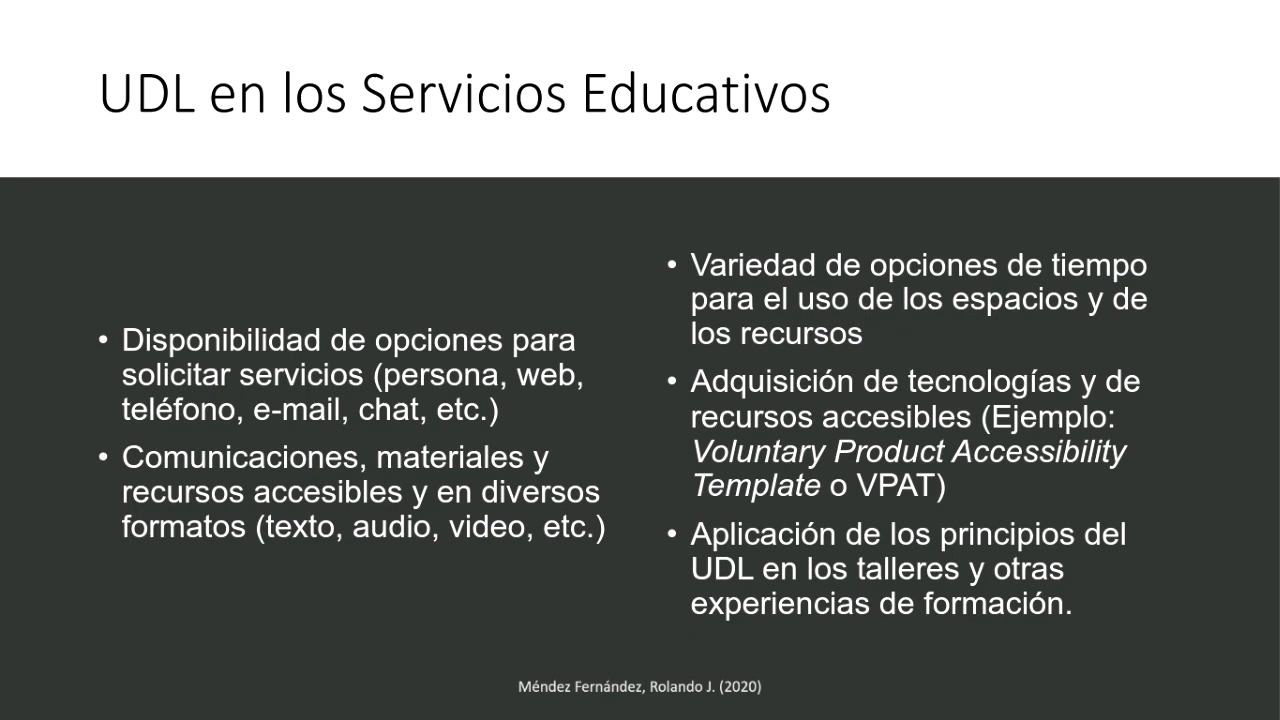 UDL en los Servicios Educativos
• Disponibilidad de opciones para
solicitar servicios (persona, web,
teléfono, e-mail, chat, etc.)
• Comunicaciones, materiales y
recursos accesibles y en diversos
formatos (texto, audio, video, etc.)
• Variedad de opciones de tiempo
para el uso de los espacios y de
los recursos
• Adquisición de tecnologías y de
recursos accesibles (Ejemplo:
Voluntary Product Accessibility
Template o VPAT)
• Aplicación de los principios del
UDL en los talleres y otras
experiencias de formación.
Méndez Fernández, Rolando J. (2020)